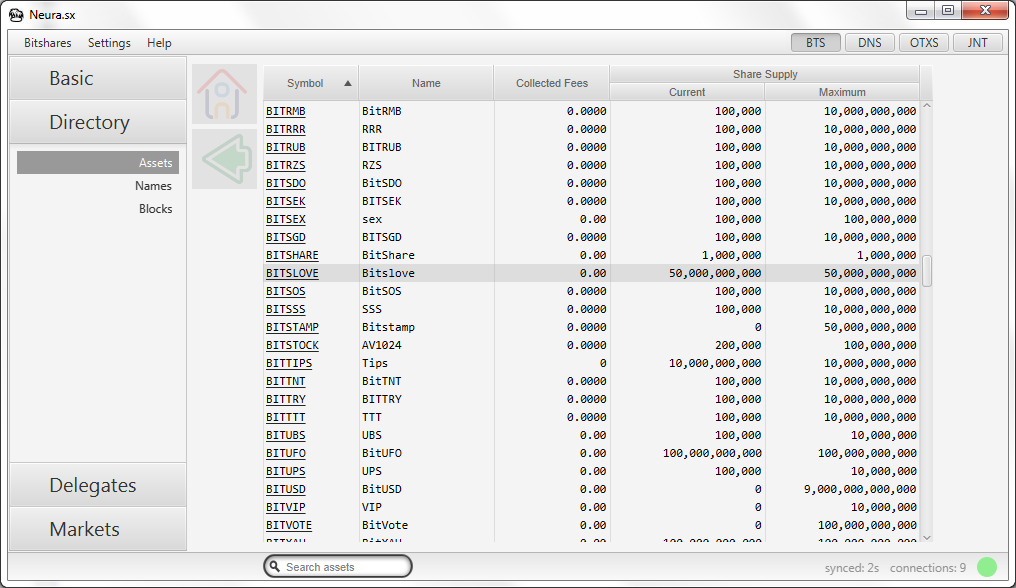 Neura.sx
Bitshares Settings Help BTS DNS OTXS JNT
Basic
Directory
Assets
Names
Blocks
Delegates
Markets
Symbol Name Collected Fees Share Supply
Current Maximum
BITRMB BitRMB 0.0000 100,000 10,000,000,000
BITRRR RRR 0.0000 100,000 10,000,000,000
BITRUB BITRUB 0.0000 100,000 10,000,000,000
BITRZS RZS 0.0000 100,000 10,000,000,000
BITSDO BitSDO 0.0000 100,000 10,000,000,000
BITSEK BITSEK 0.0000 100,000 10,000,000,000
BITSEX sex 0.00 100,000 100,000,000
BITSGD BITSGD 0.0000 100,000 10,000,000,000
BITSHARE BitShare 0.00 1,000,000 1,000,000
BITSLOVE Bitslove 0.00 50,000,000,000 50,000,000,000
BITSOS BitSOS 0.0000 100,000 10,000,000,000
BITSSS SSS 0.0000 100,000 10,000,000,000
BITSTAMP Bitstamp 0.0000 0 50,000,000,000
BITSTOCK AV1024 0.0000 200,000 100,000,000
BITTIPS Tips 0 10,000,000,000 10,000,000,000
BITTNT BitTNT 0.0000 100,000 10,000,000,000
BITTRY BITTRY 0.0000 100,000 10,000,000,000
BITTTT TTT 0.0000 100,000 10,000,000,000
BITUBS UBS 0.00 100,000 10,000,000
BITUFO BitUFO 0.00 100,000,000,000 100,000,000,000
BITUPS UPS 0.00 100,000 10,000,000
BITUSD BitUSD 0.00 0 9,000,000,000,000
BITVIP VIP 0.00 0 10,000,000
BITVOTE BitVote 0.00 0 100,000,000,000
BITXAU BitXAU 0.00 100,000,000,000 100,000,000,000
Search assets synced: 2s connections: 9